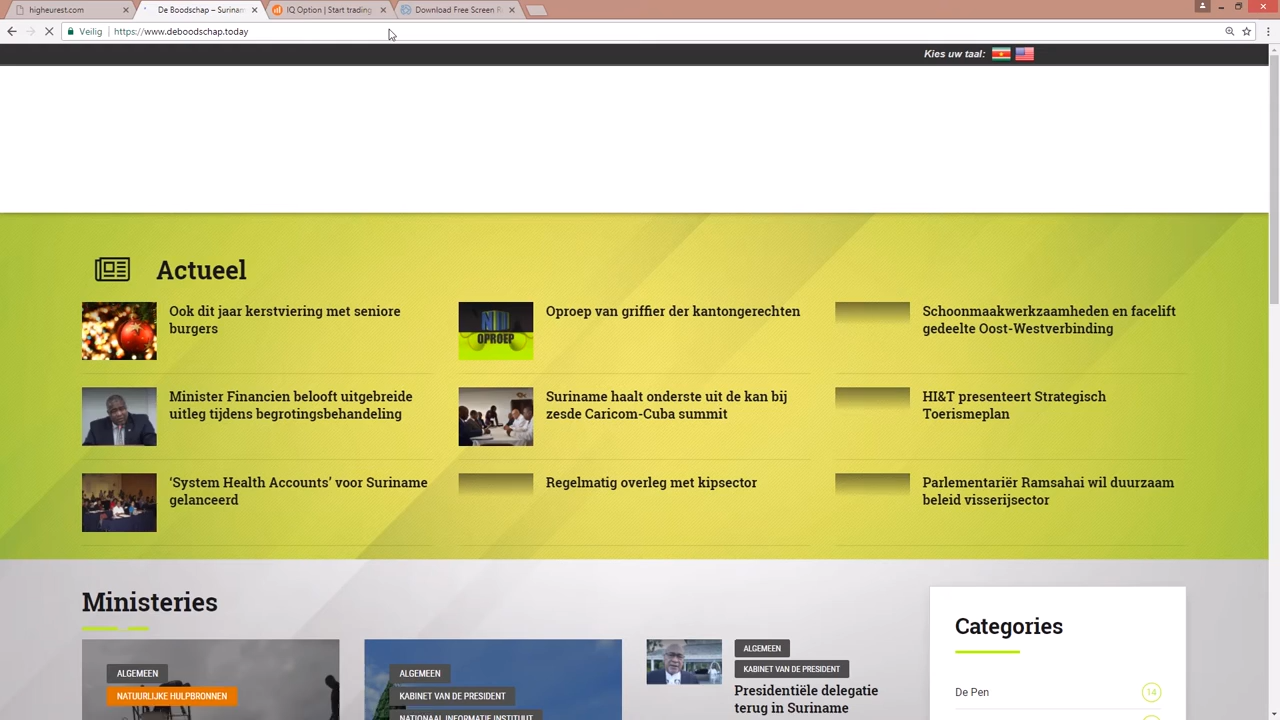 higheurest.com
De Boodschap – Surinam
IQ Option | Start trading
Download Free Screen R
Veilig
https://www.deboodschap.today
Kies uw taal:
Actueel
Ook dit jaar kerstviering met seniore
burgers
OPROEP
Oproep van griffier der kantongerechten
Schoonmaakwerkzaamheden en facelift
gedeelte Oost-Westverbinding
Minister Financien belooft uitgebreide
uitleg tijdens begrotingsbehandeling
Suriname haalt onderste uit de kan bij
zesde Caricom-Cuba summit
HI&T presenteert Strategisch
Toerismeplan
‘System Health Accounts’ voor Suriname
gelanceerd
Regelmatig overleg met kipsector
Parlementariër Ramsahai wil duurzaam
beleid visserijsector
Ministeries
ALGEMEEN
NATUURLIJKE HULPBRONNEN
ALGEMEEN
KABINET VAN DE PRESIDENT
NATIONAAL INFORMATIE INSTITUUT
ALGEMEEN
KABINET VAN DE PRESIDENT
Presidentiële delegatie
terug in Suriname
Categories
De Pen
14